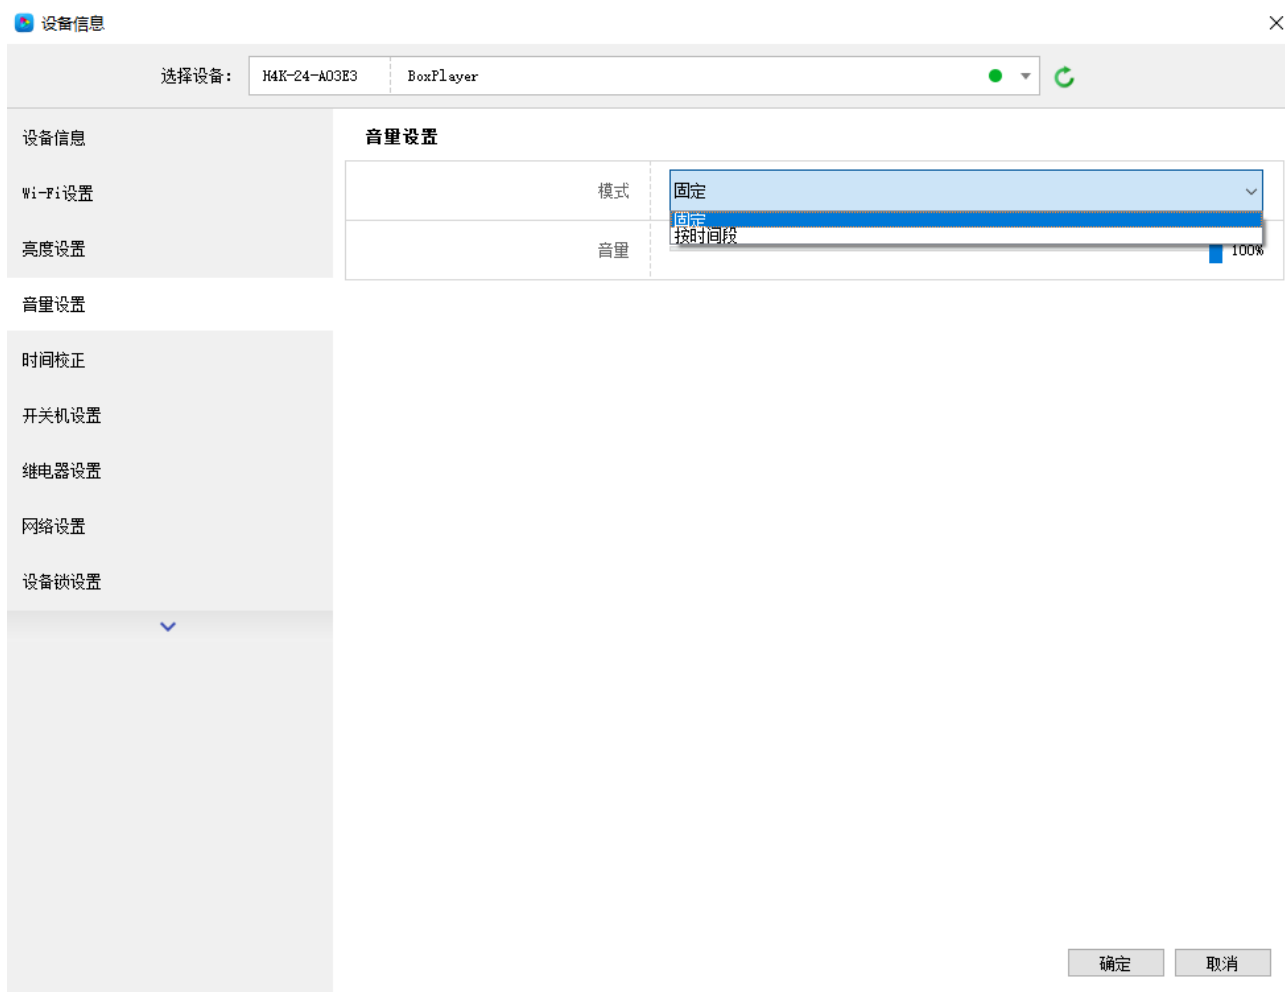 设备信息
选择设备: H4K-24-A03E3 BoxPlayer
设备信息
Wi-Fi设置
亮度设置
音量设置
时间校正
开关机设置
继电器设置
网络设置
设备锁设置
音量设置
模式 固定
固定
按时间段
音量 100%
确定 取消